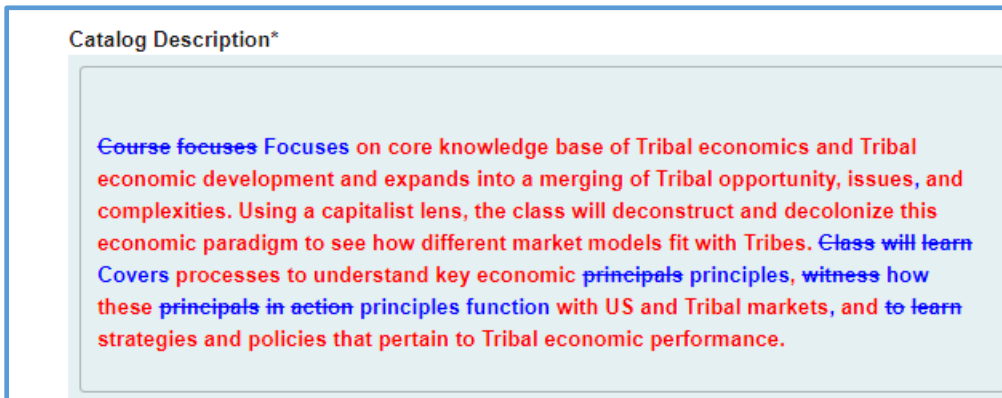 Catalog Description*
Course focuses Focuses on core knowledge base of Tribal economics and Tribal
economic development and expands into a merging of Tribal opportunity, issues, and
complexities. Using a capitalist lens, the class will deconstruct and decolonize this
economic paradigm to see how different market models fit with Tribes. Class will learn
Covers processes to understand key economic principals principles, witness how
these principals in action principles function with US and Tribal markets, and to learn
strategies and policies that pertain to Tribal economic performance.